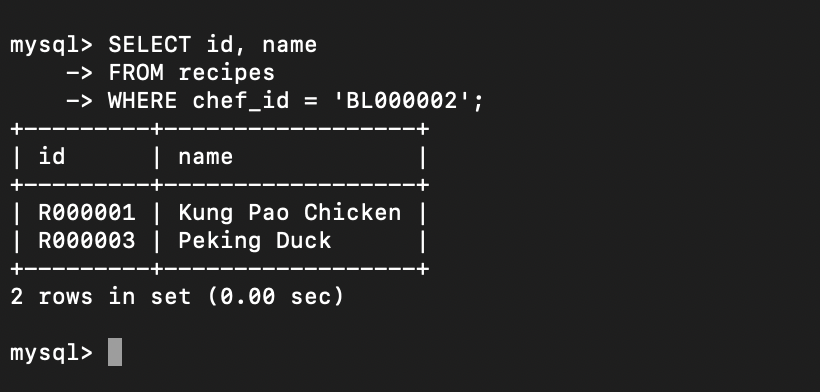 mysql> SELECT id, name
    -> FROM recipes
    -> WHERE chef_id = 'BL000002';
+---------+------------------+
| id      | name             |
+---------+------------------+
| R000001 | Kung Pao Chicken |
| R000003 | Peking Duck      |
+---------+------------------+
2 rows in set (0.00 sec)
mysql>